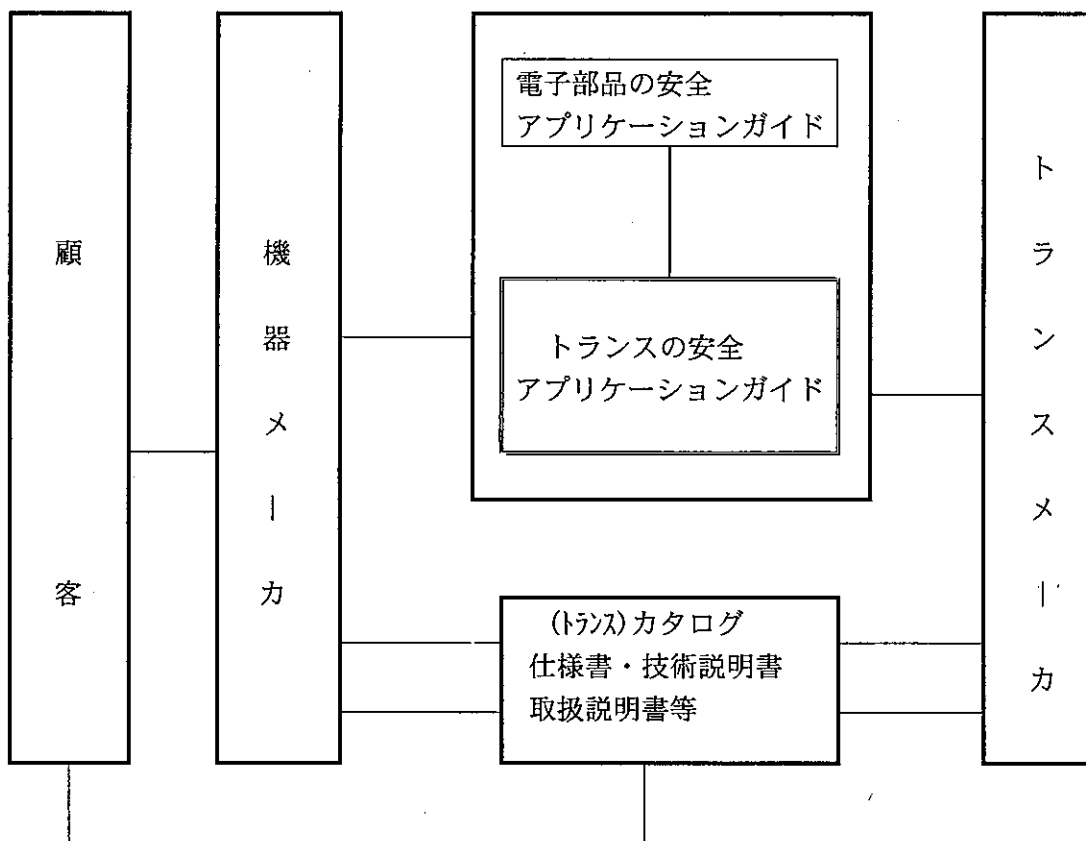 顧客
機器メーカ
電子部品の安全
アプリケーションガイド
トランスの安全
アプリケーションガイド
(ﾄﾗﾝｽ)カタログ
仕様書・技術説明書
取扱説明書等
トランスメーカ